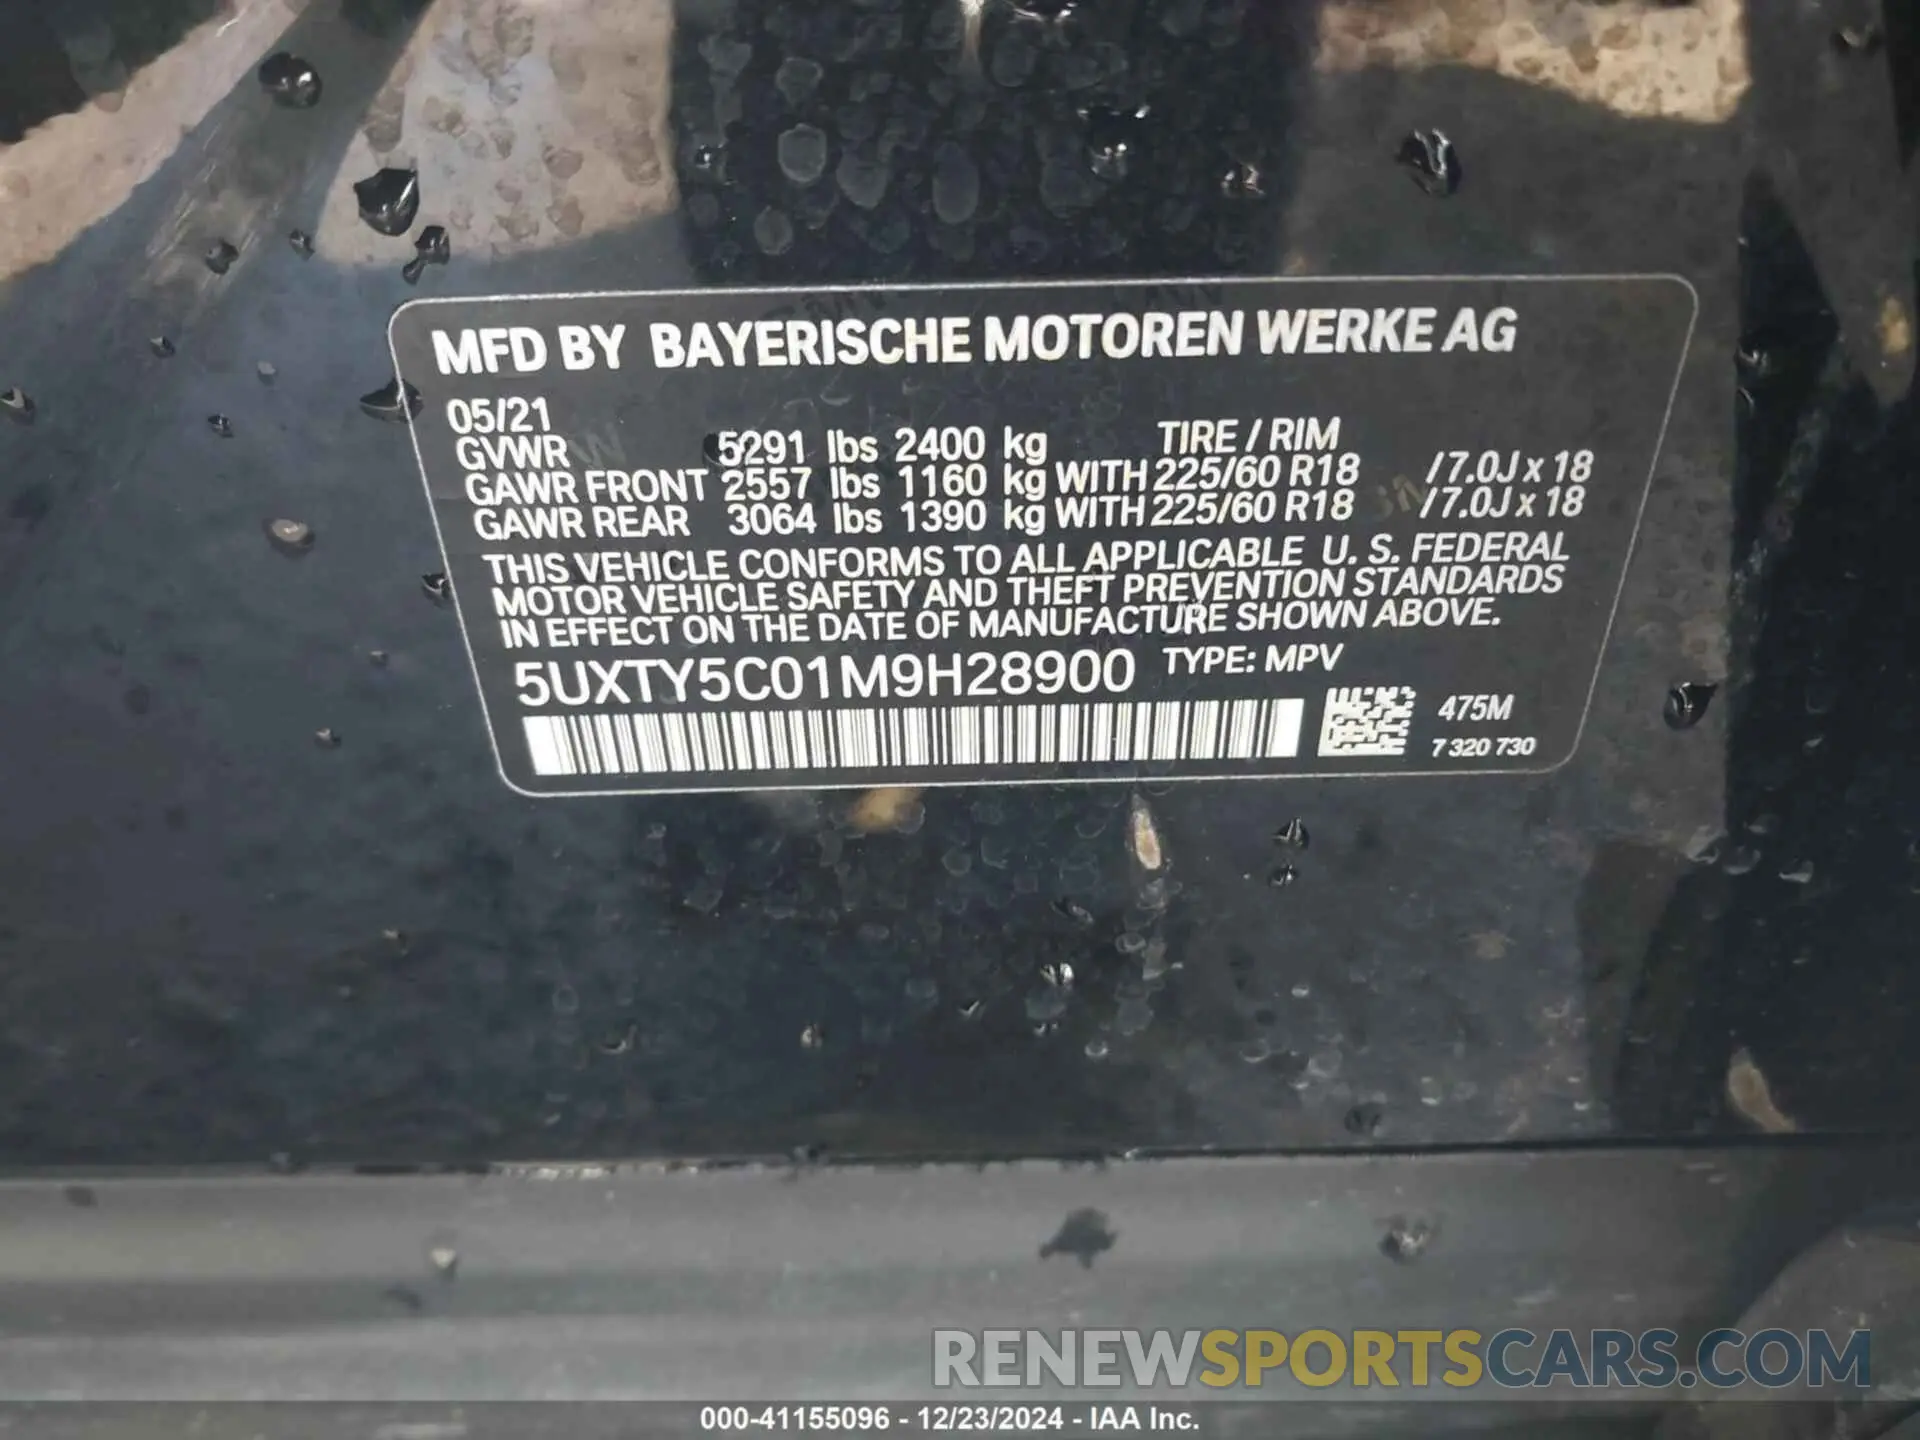 MFD BY BAYERISCHE MOTOREN WERKE AG
05/21
GVWR 5291 lbs 2400 kg TIRE / RIM
GAWR FRONT 2557 lbs 1160 kg WITH 225/60 R18 /7.0J x 18
GAWR REAR 3064 lbs 1390 kg WITH 225/60 R18 /7.0J x 18
THIS VEHICLE CONFORMS TO ALL APPLICABLE U. S. FEDERAL
MOTOR VEHICLE SAFETY AND THEFT PREVENTION STANDARDS
IN EFFECT ON THE DATE OF MANUFACTURE SHOWN ABOVE.
5UXTY5C01M9H28900 TYPE: MPV
475M
7 320 730
RENEWSPORTSCARS.COM
000-41155096 - 12/23/2024 - IAA Inc.